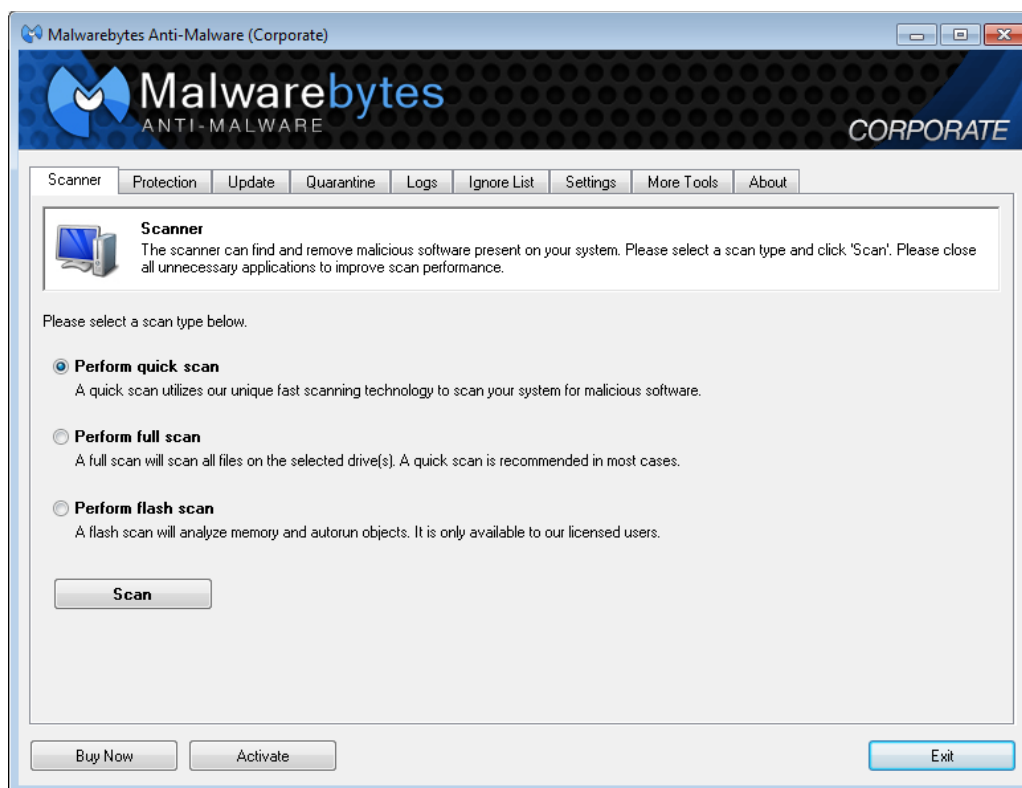 Malwarebytes Anti-Malware (Corporate)
Malwarebytes
ANTI-MALWARE
CORPORATE
Scanner Protection Update Quarantine Logs Ignore List Settings More Tools About
Scanner
The scanner can find and remove malicious software present on your system. Please select a scan type and click 'Scan'. Please close
all unnecessary applications to improve scan performance.
Please select a scan type below.
Perform quick scan
A quick scan utilizes our unique fast scanning technology to scan your system for malicious software.
Perform full scan
A full scan will scan all files on the selected drive(s). A quick scan is recommended in most cases.
Perform flash scan
A flash scan will analyze memory and autorun objects. It is only available to our licensed users.
Scan
Buy Now Activate Exit